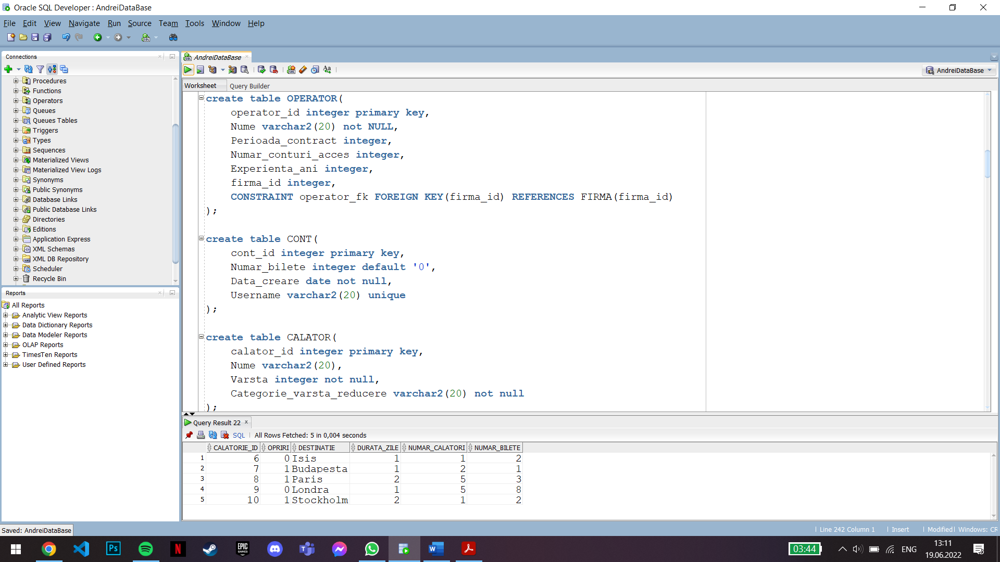 Oracle SQL Developer : AndreiDataBase
File Edit View Navigate Run Source Team Tools Window Help
Connections
Procedures
Functions
Operators
Queues
Queues Tables
Triggers
Types
Sequences
Materialized Views
Materialized View Logs
Synonyms
Public Synonyms
Database Links
Public Database Links
Directories
Editions
Application Express
XML Schemas
XML DB Repository
Scheduler
Recycle Bin
Reports
All Reports
Analytic View Reports
Data Dictionary Reports
Data Modeler Reports
OLAP Reports
TimesTen Reports
User Defined Reports
AndreiDataBase
AndreiDataBase
Worksheet Query Builder
create table OPERATOR(
operator_id integer primary key,
Nume varchar2(20) not NULL,
Perioada_contract integer,
Numar_conturi_acces integer,
Experienta_ani integer,
firma_id integer,
CONSTRAINT operator_fk FOREIGN KEY(firma_id) REFERENCES FIRMA(firma_id)
);
create table CONT(
cont_id integer primary key,
Numar_bilete integer default '0',
Data_creare date not null,
Username varchar2(20) unique
);
create table CALATOR(
calator_id integer primary key,
Nume varchar2(20),
Varsta integer not null,
Categorie_varsta_reducere varchar2(20) not null
);
Query Result 22
SQL | All Rows Fetched: 5 in 0,004 seconds
CALATORIE_ID OPRIRI DESTINATIE DURATA_ZILE NUMAR_CALATORI NUMAR_BILETE
1 6 0 Isis 1 1 2
2 7 1 Budapesta 1 2 1
3 8 1 Paris 2 5 3
4 9 0 Londra 1 5 8
5 10 1 Stockholm 2 1 2
Saved: AndreiDataBase
Line 242 Column 1 | Insert | Modified | Windows: CR
03:44 ENG 13:11
19.06.2022